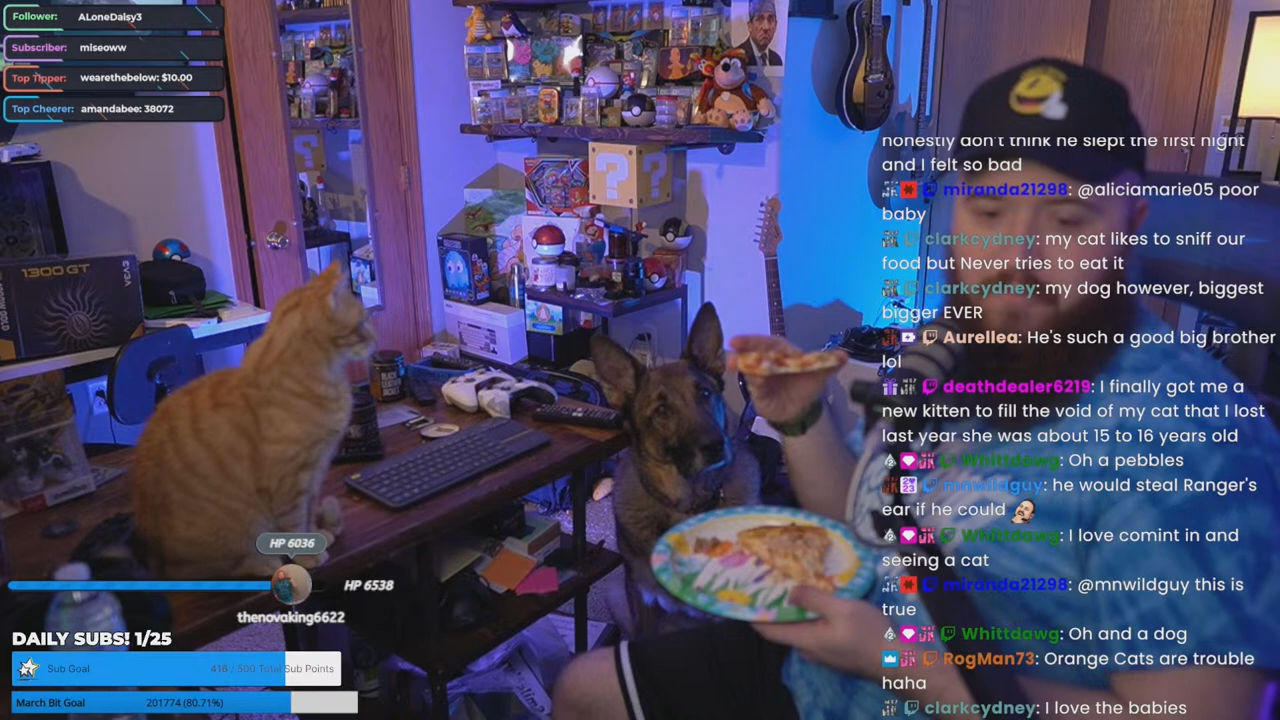 Follower: ALoneDaisy3
Subscriber: mlseoww
Top Tipper: wearethebelow: $10.00
Top Cheerer: amandabee: 38072
1300 GT
honestly don't think he slept the first night
and I felt so bad
miranda21298: @aliciamarie05 poor
baby
clarkcydney: my cat likes to sniff our
food but Never tries to eat it
clarkcydney: my dog however, biggest
bigger EVER
Aurellea: He's such a good big brother
lol
deathdealer6219: I finally got me a
new kitten to fill the void of my cat that I lost
last year she was about 15 to 16 years old
Whittdawg: Oh a pebbles
mnwildguy: he would steal Ranger's
ear if he could
Whittdawg: I love comint in and
seeing a cat
miranda21298: @mnwildguy this is
true
Whittdawg: Oh and a dog
RogMan73: Orange Cats are trouble
haha
clarkcydney: I love the babies
HP 6036
HP 6538
thenovaking6622
DAILY SUBS! 1/25
Sub Goal 416 / 500 Total Sub Points
March Bit Goal 201774 (80.71%)